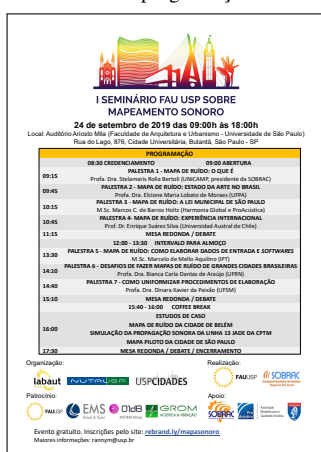 I SEMINÁRIO FAU USP SOBRE
MAPEAMENTO SONORO
24 de setembro de 2019 das 09:00h às 18:00h
Local: Auditório Ariosto Mila (Faculdade de Arquitetura e Urbanismo - Universidade de São Paulo)
Rua do Lago, 876, Cidade Universitária, Butantã, São Paulo - SP
PROGRAMAÇÃO
08:30 CREDENCIAMENTO 09:00 ABERTURA
09:15 PALESTRA 1 - MAPA DE RUÍDO: O QUE É
Profa. Dra. Stelamaris Rolla Bertoli (UNICAMP, presidente da SOBRAC)
09:45 PALESTRA 2 - MAPA DE RUÍDO: ESTADO DA ARTE NO BRASIL
Profa. Dra. Elcione Maria Lobato de Moraes (UFPA)
10:15 PALESTRA 3 - MAPA DE RUÍDO: A LEI MUNICIPAL DE SÃO PAULO
M.Sc. Marcos C. de Barros Holtz (Harmonia Global e ProAcústica)
10:45 PALESTRA 4- MAPA DE RUÍDO: EXPERIÊNCIA INTERNACIONAL
Prof. Dr. Enrique Suárez Silva (Universidad Austral de Chile)
11:15 MESA REDONDA / DEBATE
12:00 - 13:30 INTERVALO PARA ALMOÇO
13:30 PALESTRA 5 - MAPA DE RUÍDO: COMO ELABORAR DADOS DE ENTRADA E SOFTWARES
M.Sc. Marcelo de Mello Aquilino (IPT)
14:10 PALESTRA 6 - DESAFIOS DE FAZER MAPAS DE RUÍDO DE GRANDES CIDADES BRASILEIRAS
Profa. Dra. Bianca Carla Dantas de Araújo (UFRN)
14:40 PALESTRA 7 - COMO UNIFORMIZAR PROCEDIMENTOS DE ELABORAÇÃO
Profa. Dra. Dinara Xavier da Paixão (UFSM)
15:10 MESA REDONDA / DEBATE
15:40 - 16:00 COFFEE BREAK
ESTUDOS DE CASO
16:00 MAPA DE RUÍDO DA CIDADE DE BELÉM
SIMULAÇÃO DA PROPAGAÇÃO SONORA DA LINHA 13 JADE DA CPTM
MAPA PILOTO DA CIDADE DE SÃO PAULO
17:30 MESA REDONDA / DEBATE / ENCERRAMENTO
Organização: Realização:
labaut NUTAUUSP USPCIDADES FAUUSP SOBRAC
Patrocínio: Apoio:
FAUUSP EMS 01dB GROM SOBRAC
ACÚSTICA & VIBRAÇÃO
Evento gratuito. Inscrições pelo site: rebrand.ly/mapasonoro
Maiores informações: rannym@usp.br